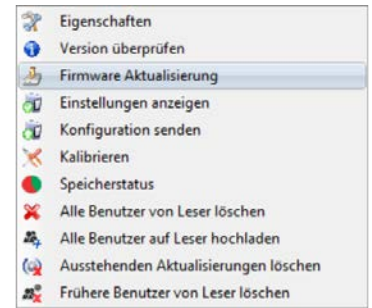 Eigenschaften
Version überprüfen
Firmware Aktualisierung
Einstellungen anzeigen
Konfiguration senden
Kalibrieren
Speicherstatus
Alle Benutzer von Leser löschen
Alle Benutzer auf Leser hochladen
Ausstehenden Aktualisierungen löschen
Frühere Benutzer von Leser löschen